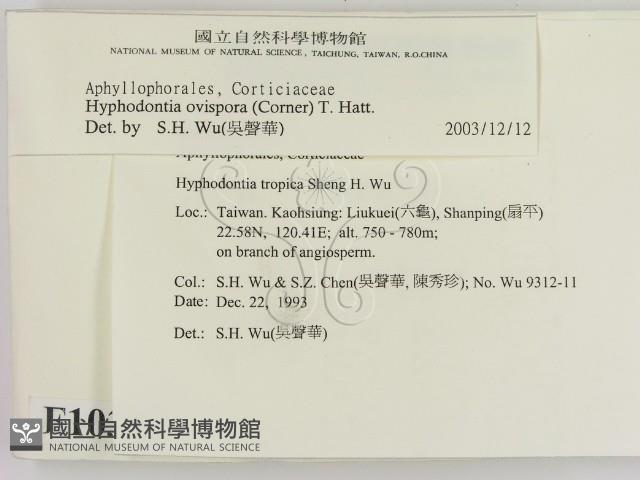 國立自然科學博物館
NATIONAL MUSEUM OF NATURAL SCIENCE, TAICHUNG, TAIWAN, R.O.CHINA
Aphyllophorales, Corticiaceae
Hyphodontia ovispora (Corner) T. Hatt.
Det. by S.H. Wu(吳聲華)
2003/12/12
Aphyllophorales, Corticiaceae
Hyphodontia tropica Sheng H. Wu
Loc.: Taiwan. Kaohsiung: Liukuei(六龜), Shanping(扇平)
22.58N, 120.41E; alt. 750 - 780m;
on branch of angiosperm.
Col.: S.H. Wu & S.Z. Chen(吳聲華, 陳秀珍); No. Wu 9312-11
Date: Dec. 22, 1993
Det.: S.H. Wu(吳聲華)
國立自然科學博物館
NATIONAL MUSEUM OF NATURAL SCIENCE